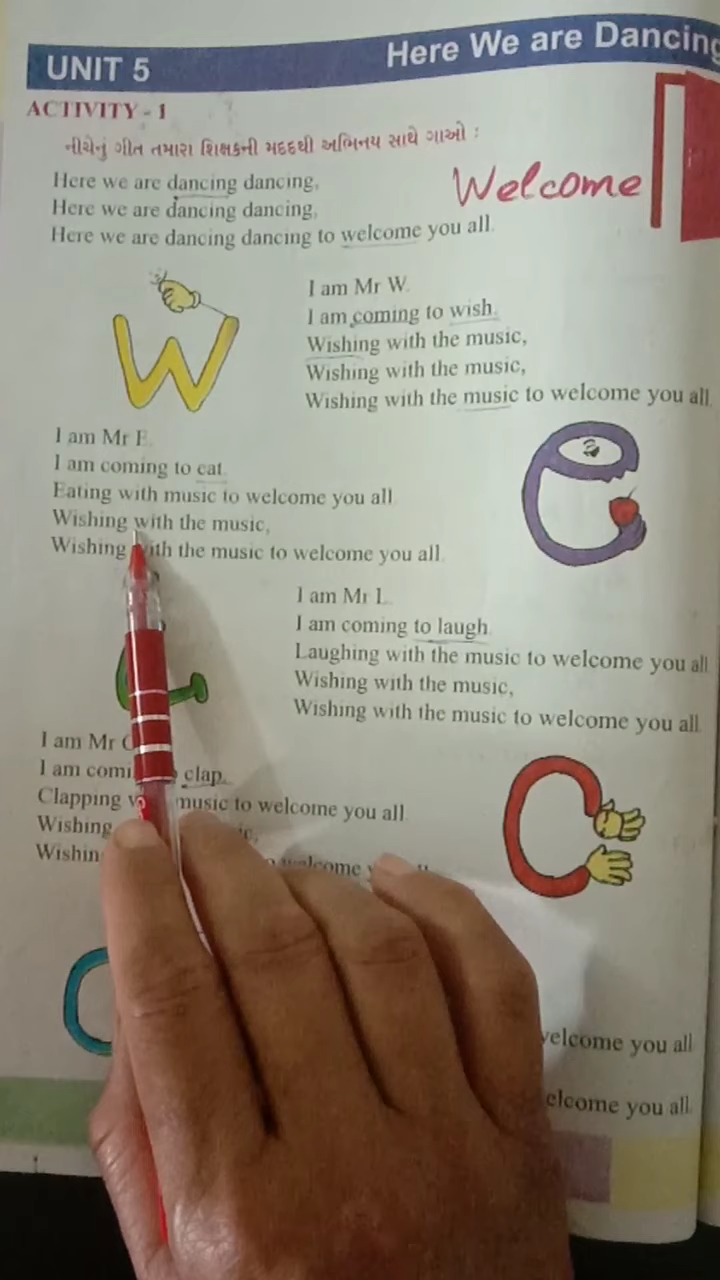 UNIT 5
Here We are Dancing
ACTIVITY - 1
નીચેનું ગીત તમારા શિક્ષકની મદદથી અભિનય સાથે ગાઓ :
Welcome
Here we are dancing dancing,
Here we are dancing dancing,
Here we are dancing dancing to welcome you all.
I am Mr W.
I am coming to wish.
Wishing with the music,
Wishing with the music,
Wishing with the music to welcome you all.
I am Mr E.
I am coming to eat.
Eating with music to welcome you all.
Wishing with the music,
Wishing with the music to welcome you all.
I am Mr L.
I am coming to laugh.
Laughing with the music to welcome you all.
Wishing with the music,
Wishing with the music to welcome you all.
I am Mr C
I am clap.
Clapping music to welcome you all.
Wishing
welcome
welcome you all.
elcome you all.